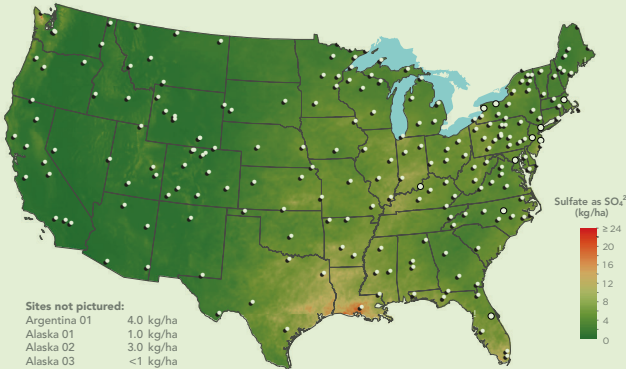 Sulfate as SO₄²
(kg/ha)
≥ 24
20
16
12
8
4
0
Sites not pictured:
Argentina 01 4.0 kg/ha
Alaska 01 1.0 kg/ha
Alaska 02 3.0 kg/ha
Alaska 03 <1 kg/ha